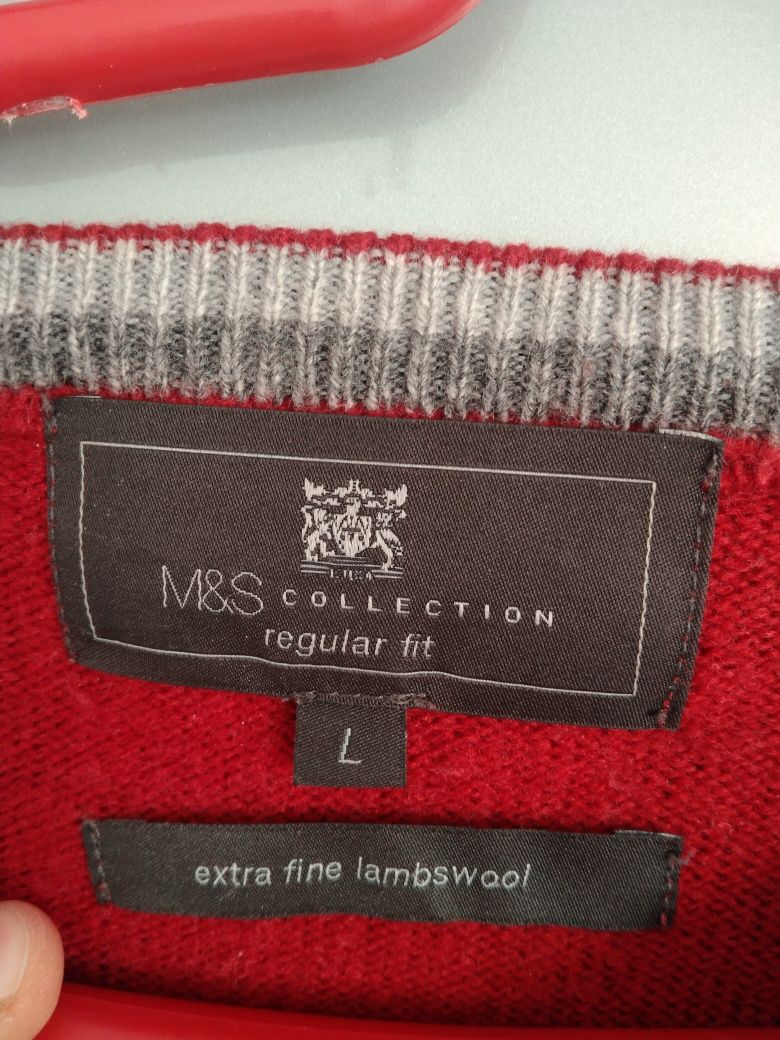 M&S COLLECTION
regular fit
L
extra fine lambswool